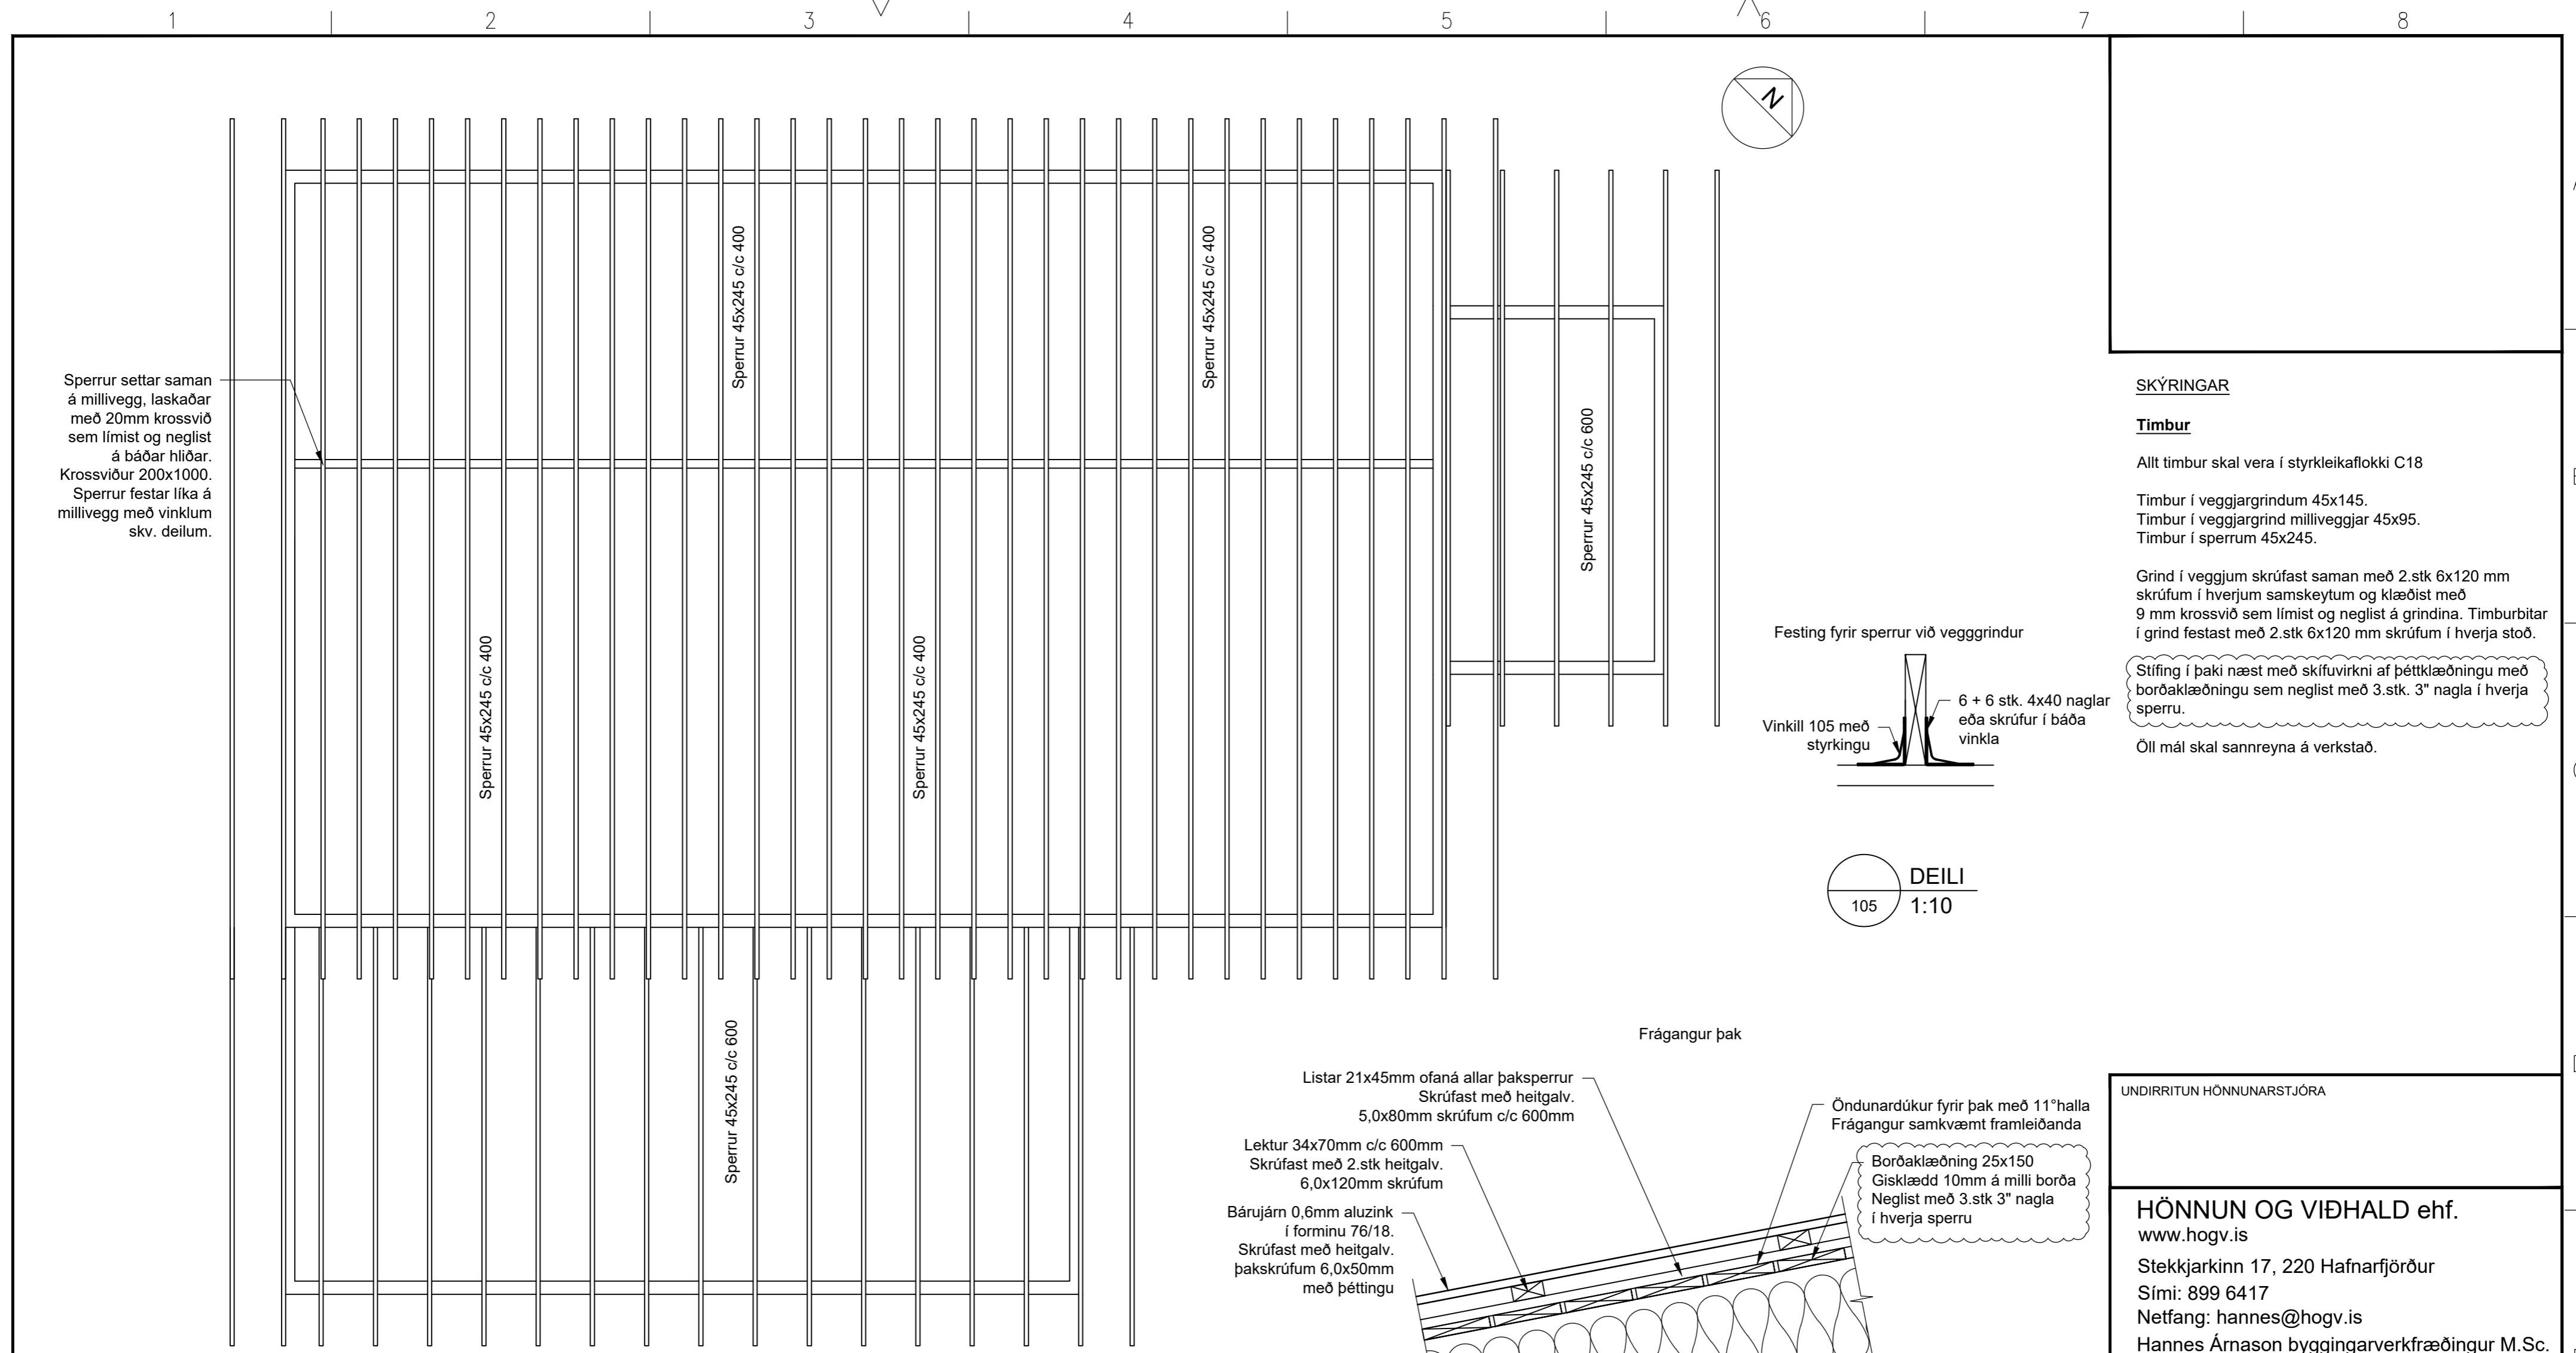 1
2
3
4
5
6
7
8
N
Sperrur 45x245 c/c 400
Sperrur 45x245 c/c 400
Sperrur settar saman
á millivegg, laskaðar
með 20mm krossvið
sem límist og neglist
á báðar hliðar.
Krossviður 200x1000.
Sperrur festar líka á
millivegg með vinklum
skv. deilum.
Sperrur 45x245 c/c 600
Sperrur 45x245 c/c 400
Sperrur 45x245 c/c 400
Sperrur 45x245 c/c 600
SKÝRINGAR
Timbur
Allt timbur skal vera í styrkleikaflokki C18
Timbur í veggjargrindum 45x145.
Timbur í veggjargrind milliveggjar 45x95.
Timbur í sperrum 45x245.
Grind í veggjum skrúfast saman með 2.stk 6x120 mm
skrúfum í hverjum samskeytum og klæðist með
9 mm krossvið sem límist og neglist á grindina. Timburbitar
í grind festast með 2.stk 6x120 mm skrúfum í hverja stoð.
Stífing í þaki næst með skífuvirkni af þéttklæðningu með
borðaklæðningu sem neglist með 3.stk. 3" nagla í hverja
sperru.
Öll mál skal sannreyna á verkstað.
Festing fyrir sperrur við vegggrindur
6 + 6 stk. 4x40 naglar
eða skrúfur í báða
vinkla
Vinkill 105 með
styrkingu
DEILI
105
1:10
Frágangur þak
Listar 21x45mm ofaná allar þaksperrur
Skrúfast með heitgalv.
5,0x80mm skrúfum c/c 600mm
Lektur 34x70mm c/c 600mm
Skrúfast með 2.stk heitgalv.
6,0x120mm skrúfum
Bárujárn 0,6mm aluzink
í forminu 76/18.
Skrúfast með heitgalv.
þakskrúfum 6,0x50mm
með þéttingu
Öndunardúkur fyrir þak með 11°halla
Frágangur samkvæmt framleiðanda
Borðaklæðning 25x150
Gisklædd 10mm á milli borða
Neglist með 3.stk 3" nagla
í hverja sperru
UNDIRRITUN HÖNNUNARSTJÓRA
HÖNNUN OG VIÐHALD ehf.
www.hogv.is
Stekkjarkinn 17, 220 Hafnarfjörður
Sími: 899 6417
Netfang: hannes@hogv.is
Hannes Árnason byggingarverkfræðingur M.Sc.